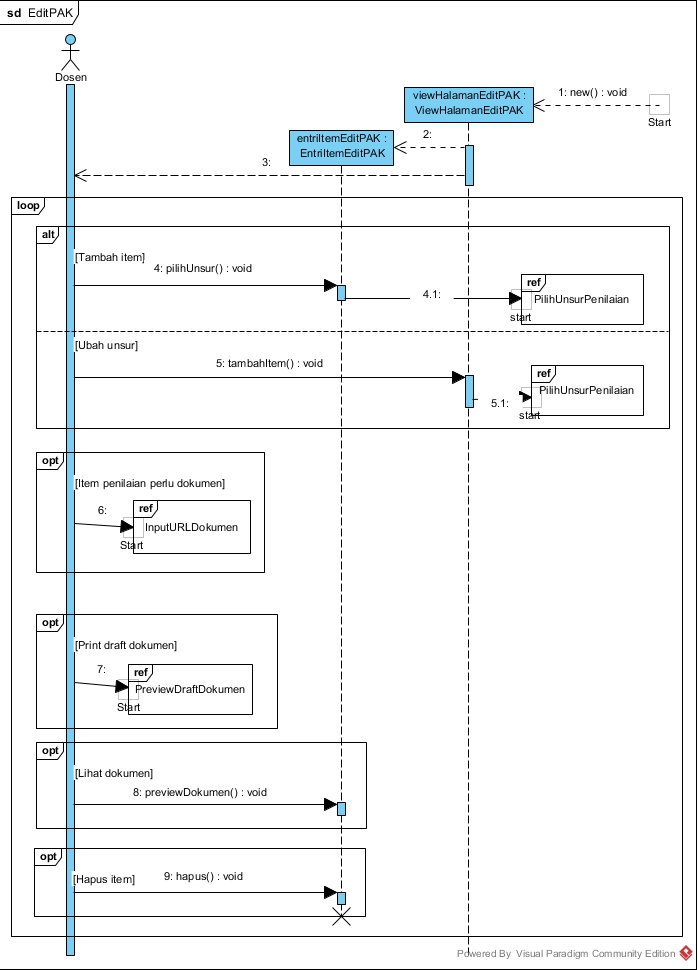 sd EditPAK
Dosen
viewHalamanEditPAK :
ViewHalamanEditPAK
1: new() : void
Start
entriItemEditPAK :
EntriItemEditPAK
2:
3:
loop
alt
[Tambah item]
4: pilihUnsur() : void
4.1:
ref
PilihUnsurPenilaian
start
[Ubah unsur]
5: tambahItem() : void
5.1:
ref
PilihUnsurPenilaian
start
opt
[Item penilaian perlu dokumen]
6:
ref
InputURLDokumen
Start
opt
[Print draft dokumen]
7:
ref
PreviewDraftDokumen
Start
opt
[Lihat dokumen]
8: previewDokumen() : void
opt
[Hapus item]
9: hapus() : void
Powered By Visual Paradigm Community Edition